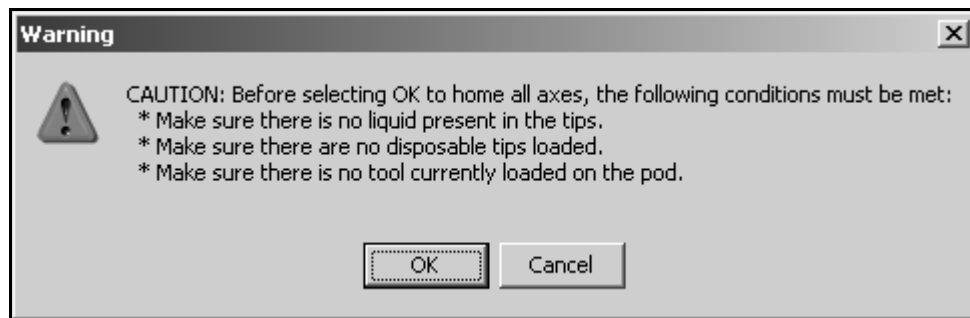 Warning
CAUTION: Before selecting OK to home all axes, the following conditions must be met:
* Make sure there is no liquid present in the tips.
* Make sure there are no disposable tips loaded.
* Make sure there is no tool currently loaded on the pod.
OK Cancel